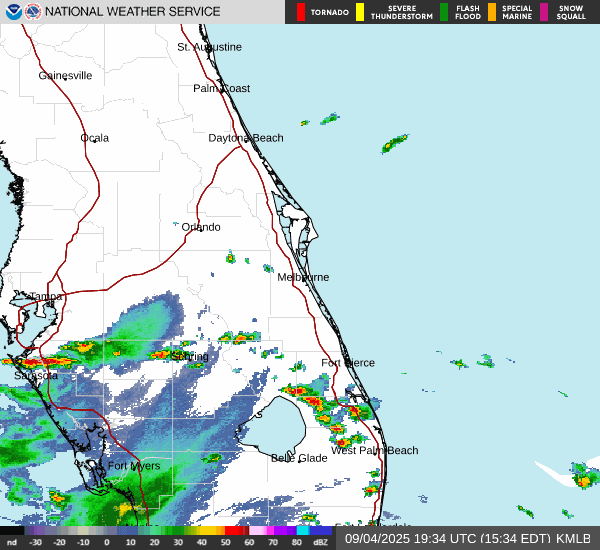 NATIONAL WEATHER SERVICE
TORNADO
SEVERE
THUNDERSTORM
FLASH
FLOOD
SPECIAL
MARINE
SNOW
SQUALL
St. Augustine
Gainesville
Palm Coast
Ocala
Daytona Beach
Orlando
Melbourne
Tampa
Sebring
Fort Pierce
Sarasota
West Palm Beach
Belle Glade
Fort Myers
nd -30 -20 -10 0 10 20 30 40 50 60 70 80 dBZ
09/04/2025 19:34 UTC (15:34 EDT) KMLB